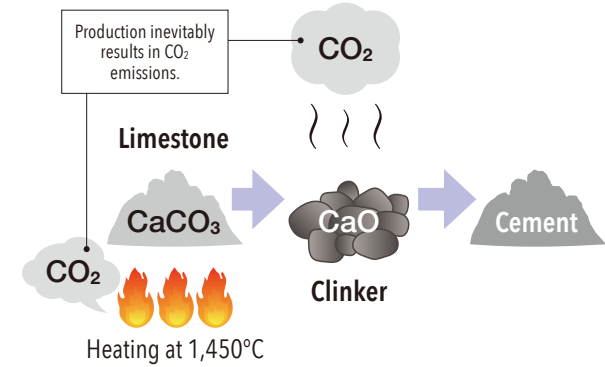 Production inevitably
results in CO₂
emissions.
CO₂
Limestone
CaCO₃
CaO
Cement
CO₂
Clinker
Heating at 1,450°C